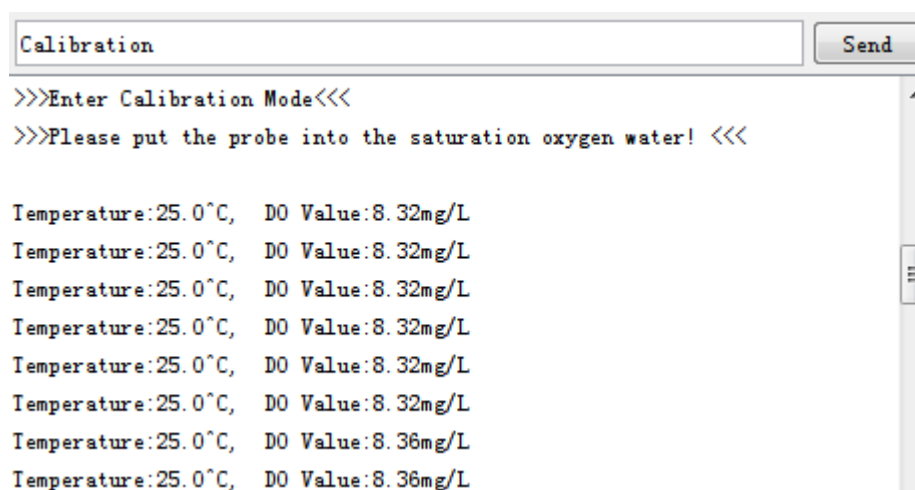 Calibration
Send
>>>Enter Calibration Mode<<<
>>>Please put the probe into the saturation oxygen water! <<<
Temperature:25.0^C, DO Value:8.32mg/L
Temperature:25.0^C, DO Value:8.32mg/L
Temperature:25.0^C, DO Value:8.32mg/L
Temperature:25.0^C, DO Value:8.32mg/L
Temperature:25.0^C, DO Value:8.32mg/L
Temperature:25.0^C, DO Value:8.32mg/L
Temperature:25.0^C, DO Value:8.36mg/L
Temperature:25.0^C, DO Value:8.36mg/L